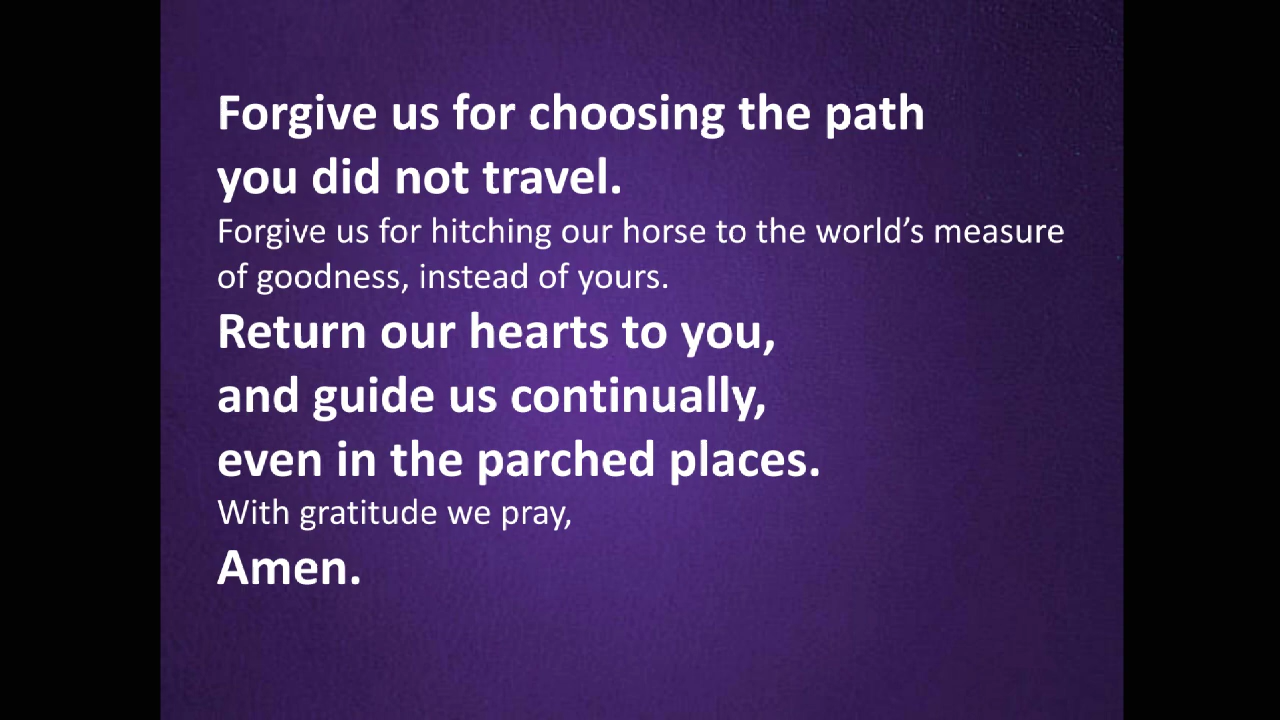 Forgive us for choosing the path
you did not travel.
Forgive us for hitching our horse to the world’s measure
of goodness, instead of yours.
Return our hearts to you,
and guide us continually,
even in the parched places.
With gratitude we pray,
Amen.